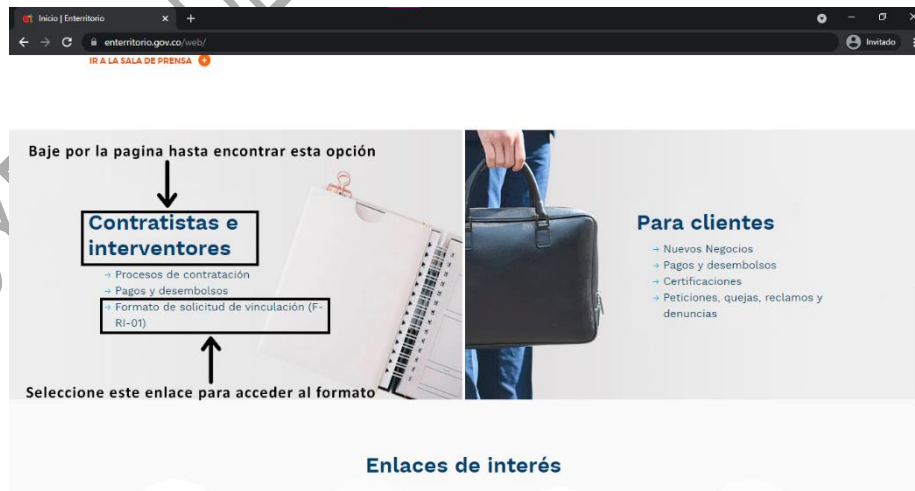 Inicio | Enterritorio
enterritorio.gov.co/web/
Invitado
IR A LA SALA DE PRENSA
Baje por la pagina hasta encontrar esta opción
Contratistas e
interventores
→ Procesos de contratación
→ Pagos y desembolsos
→ Formato de solicitud de vinculación (F-
RI-01)
Seleccione este enlace para acceder al formato
Para clientes
→ Nuevos Negocios
→ Pagos y desembolsos
→ Certificaciones
→ Peticiones, quejas, reclamos y
denuncias
Enlaces de interés